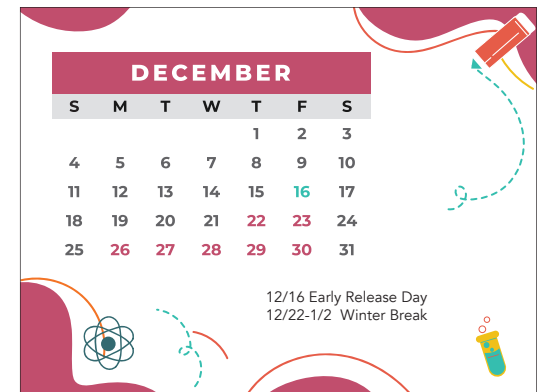 DECEMBER
S M T W T F S
1 2 3
4 5 6 7 8 9 10
11 12 13 14 15 16 17
18 19 20 21 22 23 24
25 26 27 28 29 30 31
12/16 Early Release Day
12/22-1/2 Winter Break